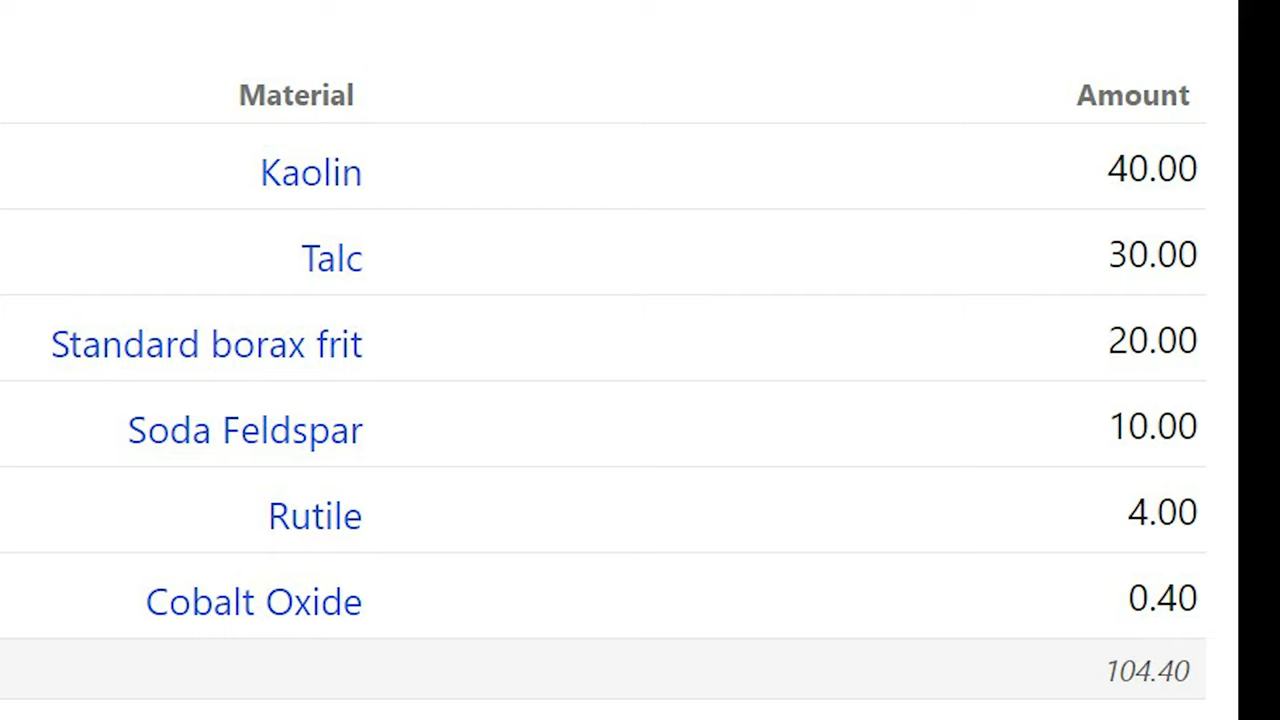 Material Amount
Kaolin 40.00
Talc 30.00
Standard borax frit 20.00
Soda Feldspar 10.00
Rutile 4.00
Cobalt Oxide 0.40
104.40